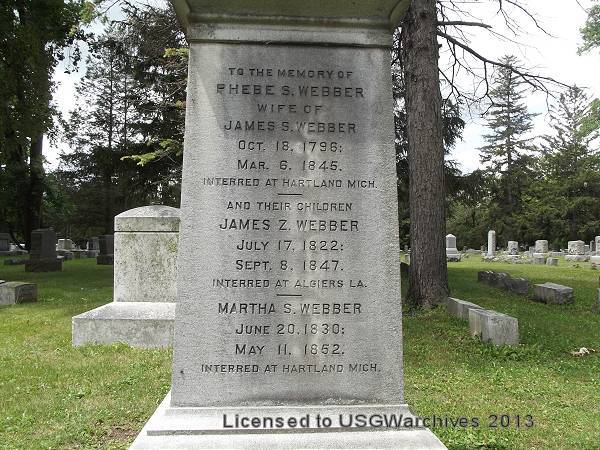 TO THE MEMORY OF
PHEBE S. WEBBER
WIFE OF
JAMES S. WEBBER
OCT. 18, 1796;
MAR. 6, 1845.
INTERRED AT HARTLAND MICH.
AND THEIR CHILDREN
JAMES Z. WEBBER
JULY 17, 1822;
SEPT. 8, 1847.
INTERRED AT ALGIERS LA.
MARTHA S. WEBBER
JUNE 20, 1830;
MAY 11, 1852.
INTERRED AT HARTLAND MICH.
Licensed to USGWarchives 2013